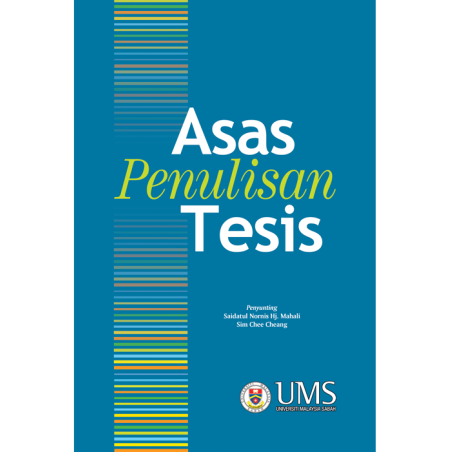 Asas
Penulisan
Tesis
Penyunting
Saidatul Nornis Hj. Mahali
Sim Chee Cheang
UMS
UNIVERSITI MALAYSIA SABAH